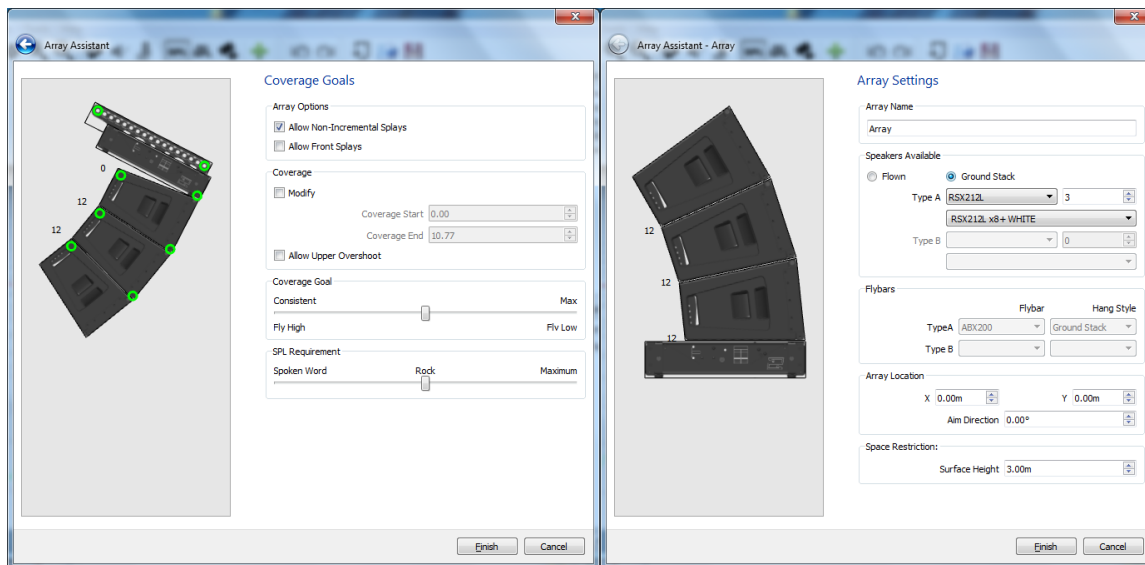 Array Assistant
Coverage Goals
Array Options
Allow Non-Incremental Splays
Allow Front Splays
Coverage
Modify
Coverage Start 0.00
Coverage End 10.77
Allow Upper Overshoot
Coverage Goal
Consistent Max
Fly High Fly Low
SPL Requirement
Spoken Word Rock Maximum
0
12
12
Finish Cancel
Array Assistant - Array
Array Settings
Array Name
Array
Speakers Available
Flown Ground Stack
Type A RSX212L 3
RSX212L x8+ WHITE
Type B 0
Flybars
Flybar Hang Style
TypeA ABX200 Ground Stack
Type B
Array Location
X 0.00m Y 0.00m
Aim Direction 0.00°
Space Restriction:
Surface Height 3.00m
12
12
12
Finish Cancel